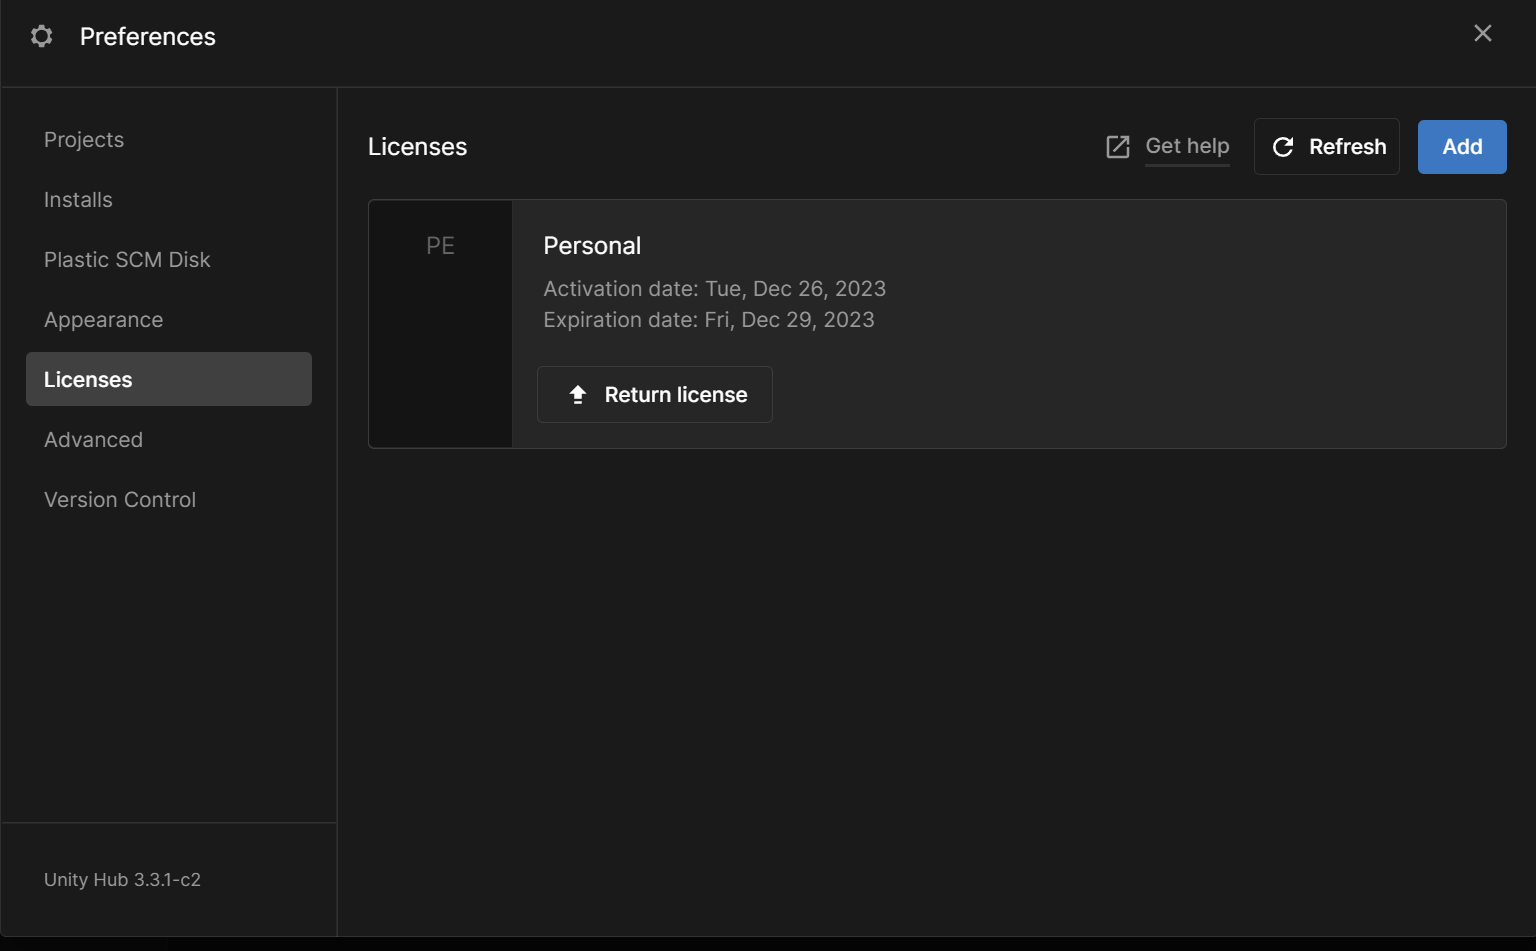 Preferences
Projects
Installs
Plastic SCM Disk
Appearance
Licenses
Advanced
Version Control
Unity Hub 3.3.1-c2
Licenses
Get help
Refresh
Add
PE
Personal
Activation date: Tue, Dec 26, 2023
Expiration date: Fri, Dec 29, 2023
Return license